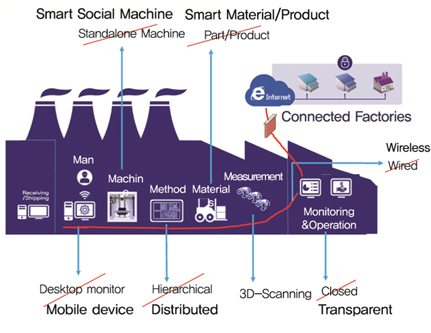 Smart Social Machine
Smart Material/Product
Standalone Machine
Part/Product
e
Internet
Connected Factories
Wireless
Wired
Man
Machin
Method
Material
Measurement
Receiving
/Shipping
Monitoring
&Operation
Desktop monitor
Mobile device
Hierarchical
Distributed
3D-Scanning
Closed
Transparent